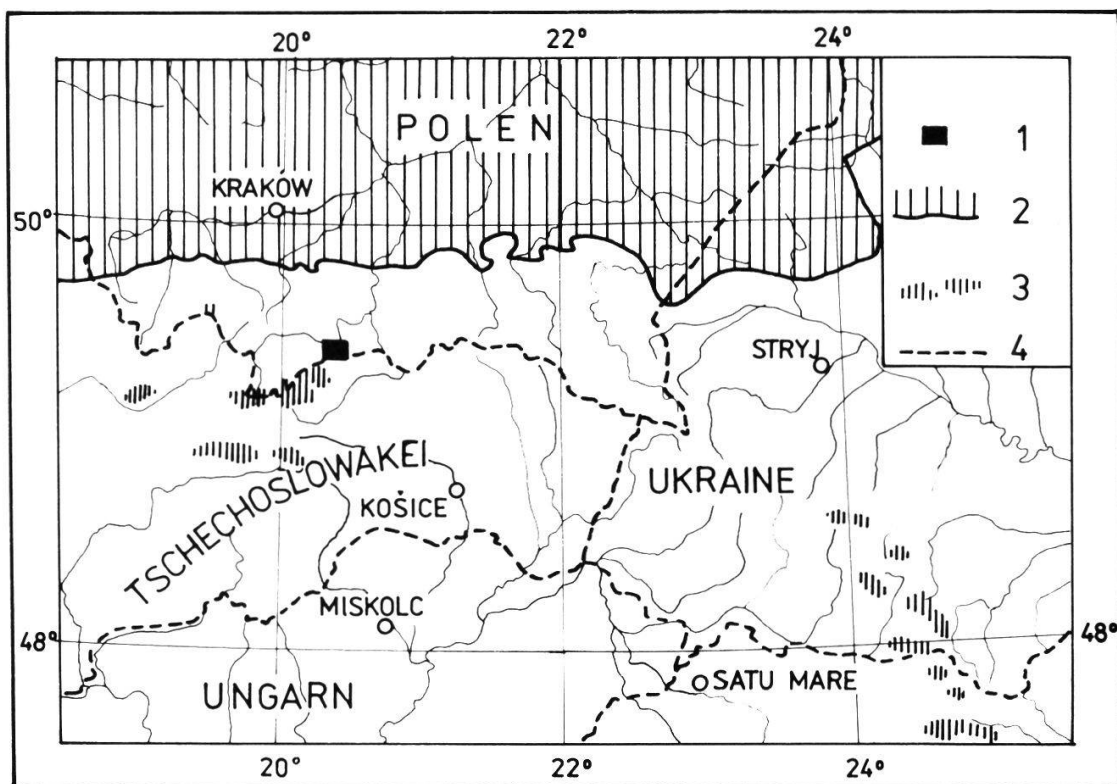 20° 22° 24°
POLEN
1
KRAKÓW
2
50°
3
STRYJ
4
UKRAINE
TSCHECHOSLOWAKEI
KOŠICE
MISKOLC
48° 48°
UNGARN
SATU MARE
20° 22° 24°